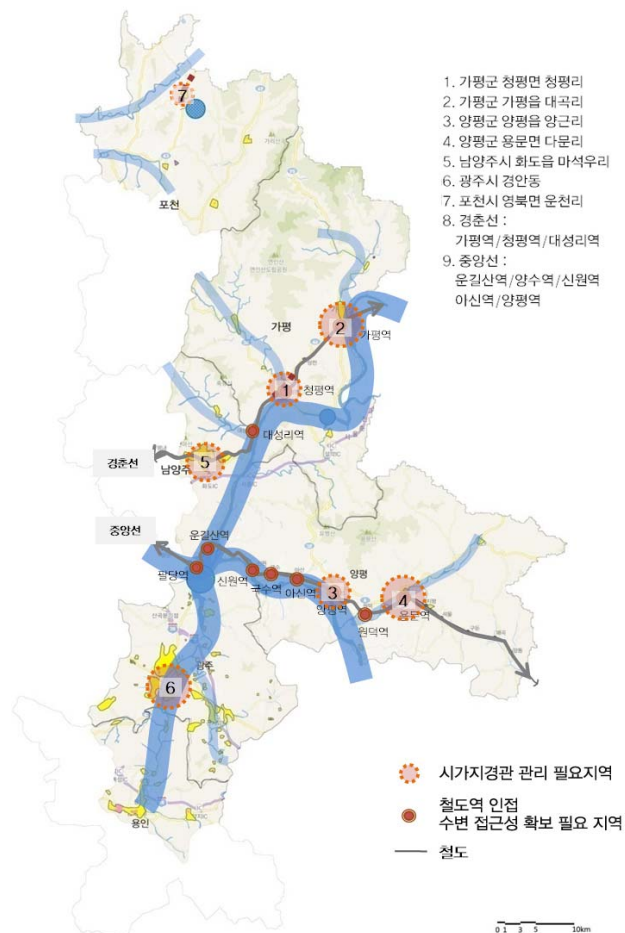 1. 가평군 청평면 청평리
2. 가평군 가평읍 대곡리
3. 양평군 양평읍 양근리
4. 양평군 용문면 다문리
5. 남양주시 화도읍 마석우리
6. 광주시 경안동
7. 포천시 영북면 운천리
8. 경춘선 :
가평역/청평역/대성리역
9. 중앙선 :
운길산역/양수역/신원역
아신역/양평역
7
포천
가평
2
가평역
1
청평역
대성리역
경춘선
5
남양주
중앙선
운길산역
팔당역
신원역
국수역
아신역
양평
3
양평역
4
용문역
원덕역
광주
6
용인
시가지경관 관리 필요지역
철도역 인접
수변 접근성 확보 필요 지역
철도
0 1 3 5 10km